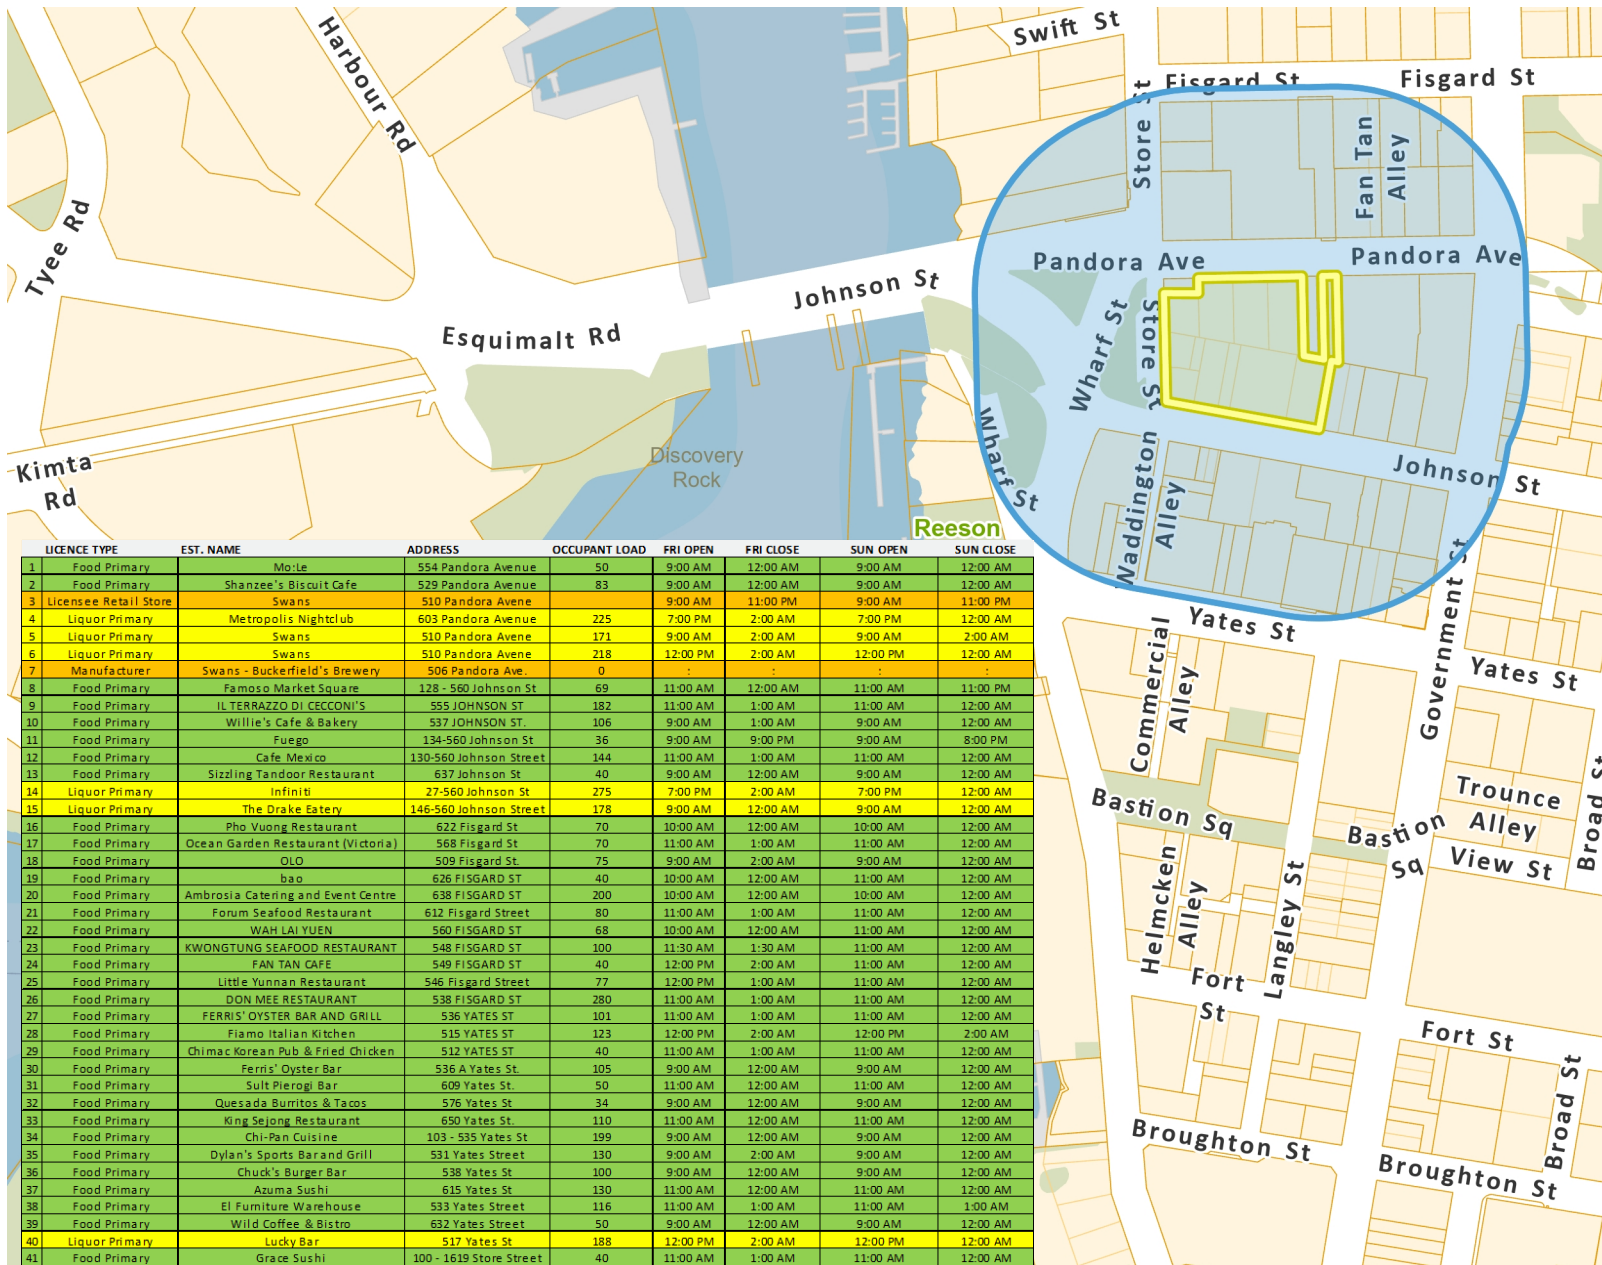 Swift St
Fisgard St
Fisgard St
Harbour Rd
Store St
Fan Tan
Alley
Tyee Rd
Pandora Ave
Pandora Ave
Johnson St
Esquimalt Rd
Wharf St
Store St
Wharf St
Johnson St
Discovery
Rock
Kimta
Rd
Waddington
Alley
Reeson
Government St
Yates St
Yates St
Commercial
Alley
Trounce
Alley
Broad St
Bastion Sq
Bastion
Sq
View St
Helmcken
Alley
Langley St
Fort
St
Fort St
Broad St
Broughton St
Broughton St
LICENCE TYPE EST. NAME ADDRESS OCCUPANT LOAD FRI OPEN FRI CLOSE SUN OPEN SUN CLOSE
1 Food Primary Mo:Le 554 Pandora Avenue 50 9:00 AM 12:00 AM 9:00 AM 12:00 AM
2 Food Primary Shanzee's Biscuit Cafe 529 Pandora Avenue 83 9:00 AM 12:00 AM 9:00 AM 12:00 AM
3 Licensee Retail Store Swans 510 Pandora Avene 9:00 AM 11:00 PM 9:00 AM 11:00 PM
4 Liquor Primary Metropolis Nightclub 603 Pandora Avenue 225 7:00 PM 2:00 AM 7:00 PM 12:00 AM
5 Liquor Primary Swans 510 Pandora Avene 171 9:00 AM 2:00 AM 9:00 AM 2:00 AM
6 Liquor Primary Swans 510 Pandora Avene 218 12:00 PM 2:00 AM 12:00 PM 12:00 AM
7 Manufacturer Swans - Buckerfield's Brewery 506 Pandora Ave. 0 : : : :
8 Food Primary Famoso Market Square 128 - 560 Johnson St 69 11:00 AM 12:00 AM 11:00 AM 11:00 PM
9 Food Primary IL TERRAZZO DI CECCONI'S 555 JOHNSON ST 182 11:00 AM 1:00 AM 11:00 AM 12:00 AM
10 Food Primary Willie's Cafe & Bakery 537 JOHNSON ST. 106 9:00 AM 1:00 AM 9:00 AM 12:00 AM
11 Food Primary Fuego 134-560 Johnson St 36 9:00 AM 9:00 PM 9:00 AM 8:00 PM
12 Food Primary Cafe Mexico 130-560 Johnson Street 144 11:00 AM 1:00 AM 11:00 AM 12:00 AM
13 Food Primary Sizzling Tandoor Restaurant 637 Johnson St 40 9:00 AM 12:00 AM 9:00 AM 12:00 AM
14 Liquor Primary Infiniti 27-560 Johnson St 275 7:00 PM 2:00 AM 7:00 PM 12:00 AM
15 Liquor Primary The Drake Eatery 146-560 Johnson Street 178 9:00 AM 12:00 AM 9:00 AM 12:00 AM
16 Food Primary Pho Vuong Restaurant 622 Fisgard St 70 10:00 AM 12:00 AM 10:00 AM 12:00 AM
17 Food Primary Ocean Garden Restaurant (Victoria) 568 Fisgard St 70 11:00 AM 1:00 AM 11:00 AM 12:00 AM
18 Food Primary OLO 509 Fisgard St. 75 9:00 AM 2:00 AM 9:00 AM 12:00 AM
19 Food Primary bao 626 FISGARD ST 40 10:00 AM 12:00 AM 11:00 AM 12:00 AM
20 Food Primary Ambrosia Catering and Event Centre 638 FISGARD ST 200 10:00 AM 12:00 AM 10:00 AM 12:00 AM
21 Food Primary Forum Seafood Restaurant 612 Fisgard Street 80 11:00 AM 1:00 AM 11:00 AM 12:00 AM
22 Food Primary WAH LAI YUEN 560 FISGARD ST 68 10:00 AM 12:00 AM 11:00 AM 12:00 AM
23 Food Primary KWONGTUNG SEAFOOD RESTAURANT 548 FISGARD ST 100 11:30 AM 1:30 AM 11:00 AM 12:00 AM
24 Food Primary FAN TAN CAFE 549 FISGARD ST 40 12:00 PM 2:00 AM 11:00 AM 12:00 AM
25 Food Primary Little Yunnan Restaurant 546 Fisgard Street 77 12:00 PM 1:00 AM 11:00 AM 12:00 AM
26 Food Primary DON MEE RESTAURANT 538 FISGARD ST 280 11:00 AM 1:00 AM 11:00 AM 12:00 AM
27 Food Primary FERRIS' OYSTER BAR AND GRILL 536 YATES ST 101 11:00 AM 1:00 AM 11:00 AM 12:00 AM
28 Food Primary Fiamo Italian Kitchen 515 YATES ST 123 12:00 PM 2:00 AM 12:00 PM 2:00 AM
29 Food Primary Chimac Korean Pub & Fried Chicken 512 YATES ST 40 11:00 AM 1:00 AM 11:00 AM 12:00 AM
30 Food Primary Ferris' Oyster Bar 536 A Yates St. 105 9:00 AM 12:00 AM 9:00 AM 12:00 AM
31 Food Primary Sult Pierogi Bar 609 Yates St. 50 11:00 AM 12:00 AM 11:00 AM 12:00 AM
32 Food Primary Quesada Burritos & Tacos 576 Yates St 34 9:00 AM 12:00 AM 9:00 AM 12:00 AM
33 Food Primary King Sejong Restaurant 650 Yates St. 110 11:00 AM 12:00 AM 11:00 AM 12:00 AM
34 Food Primary Chi-Pan Cuisine 103 - 535 Yates St 199 9:00 AM 12:00 AM 9:00 AM 12:00 AM
35 Food Primary Dylan's Sports Bar and Grill 531 Yates Street 130 9:00 AM 2:00 AM 9:00 AM 12:00 AM
36 Food Primary Chuck's Burger Bar 538 Yates St 100 9:00 AM 12:00 AM 9:00 AM 12:00 AM
37 Food Primary Azuma Sushi 615 Yates St 130 11:00 AM 12:00 AM 11:00 AM 12:00 AM
38 Food Primary El Furniture Warehouse 533 Yates Street 116 11:00 AM 1:00 AM 11:00 AM 1:00 AM
39 Food Primary Wild Coffee & Bistro 632 Yates Street 50 9:00 AM 12:00 AM 9:00 AM 12:00 AM
40 Liquor Primary Lucky Bar 517 Yates St 188 12:00 PM 2:00 AM 12:00 PM 12:00 AM
41 Food Primary Grace Sushi 100 - 1619 Store Street 40 11:00 AM 1:00 AM 11:00 AM 12:00 AM